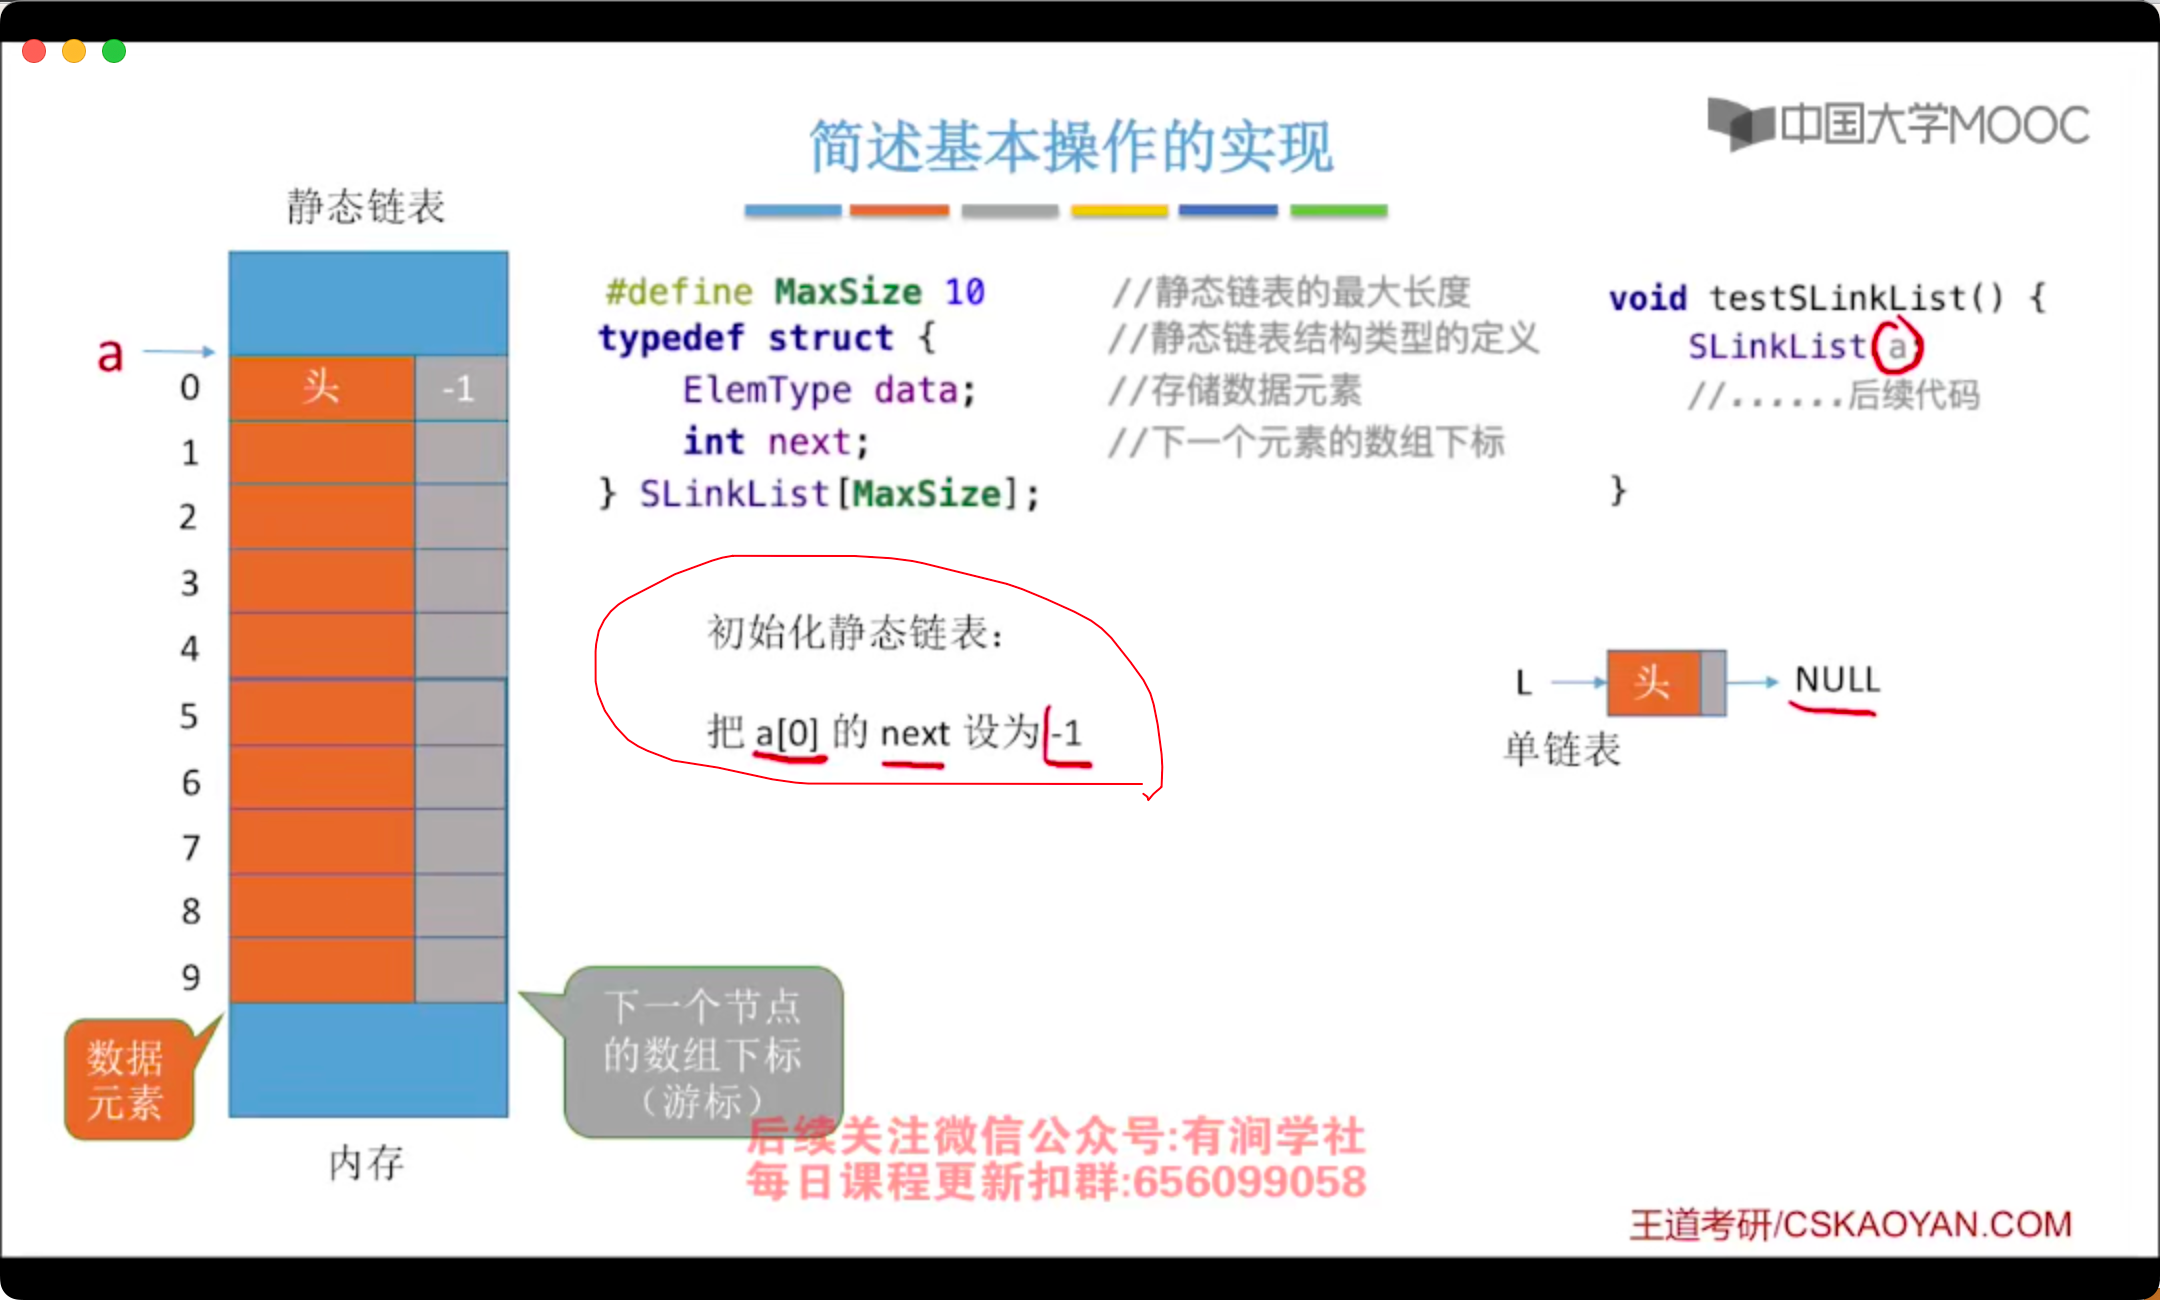 中国大学MOOC
简述基本操作的实现
静态链表
a
0 头 -1
1
2
3
4
5
6
7
8
9
数据
元素
下一个节点
的数组下标
（游标）
内存
#define MaxSize 10 //静态链表的最大长度
typedef struct { //静态链表结构类型的定义
ElemType data; //存储数据元素
int next; //下一个元素的数组下标
} SLinkList[MaxSize];
void testSLinkList() {
SLinkList a;
//......后续代码
}
初始化静态链表：
把 a[0] 的 next 设为 -1
L 头 NULL
单链表
后续关注微信公众号:有涧学社
每日课程更新扣群:656099058
王道考研/CSKAOYAN.COM